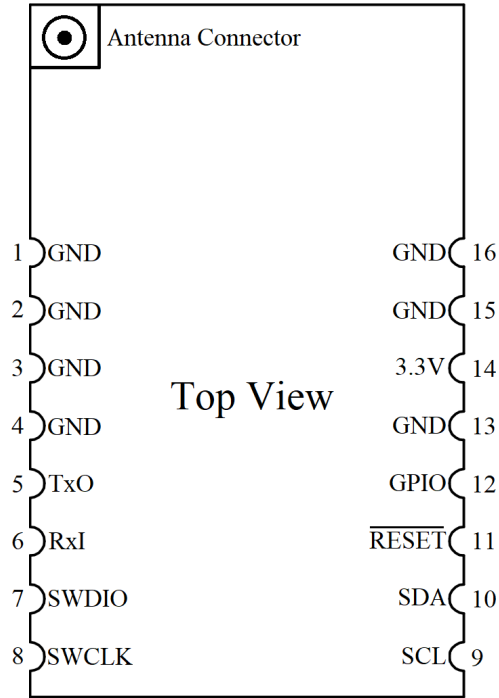 Antenna Connector
1 GND GND 16
2 GND GND 15
3 GND 3.3V 14
Top View
4 GND GND 13
5 TxO GPIO 12
6 RxI R̅E̅S̅E̅T̅ 11
7 SWDIO SDA 10
8 SWCLK SCL 9